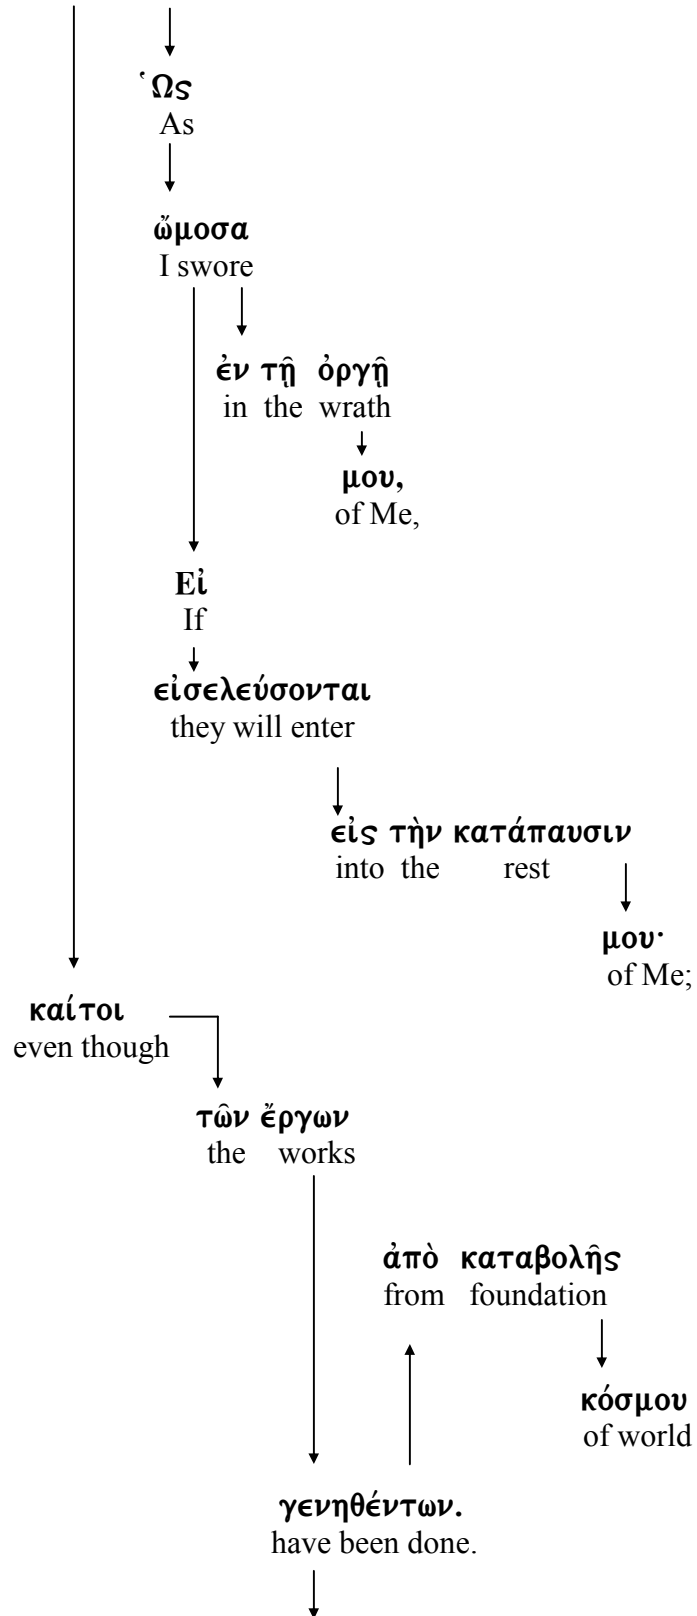 Ὡς
As
ὤμοσα
I swore
ἐν τῇ ὀργῇ
in the wrath
μου,
of Me,
Εἰ
If
εἰσελεύσονται
they will enter
εἰς τὴν κατάπαυσιν
into the rest
μου·
of Me;
καίτοι
even though
τῶν ἔργων
the works
ἀπὸ καταβολῆς
from foundation
κόσμου
of world
γενηθέντων.
have been done.